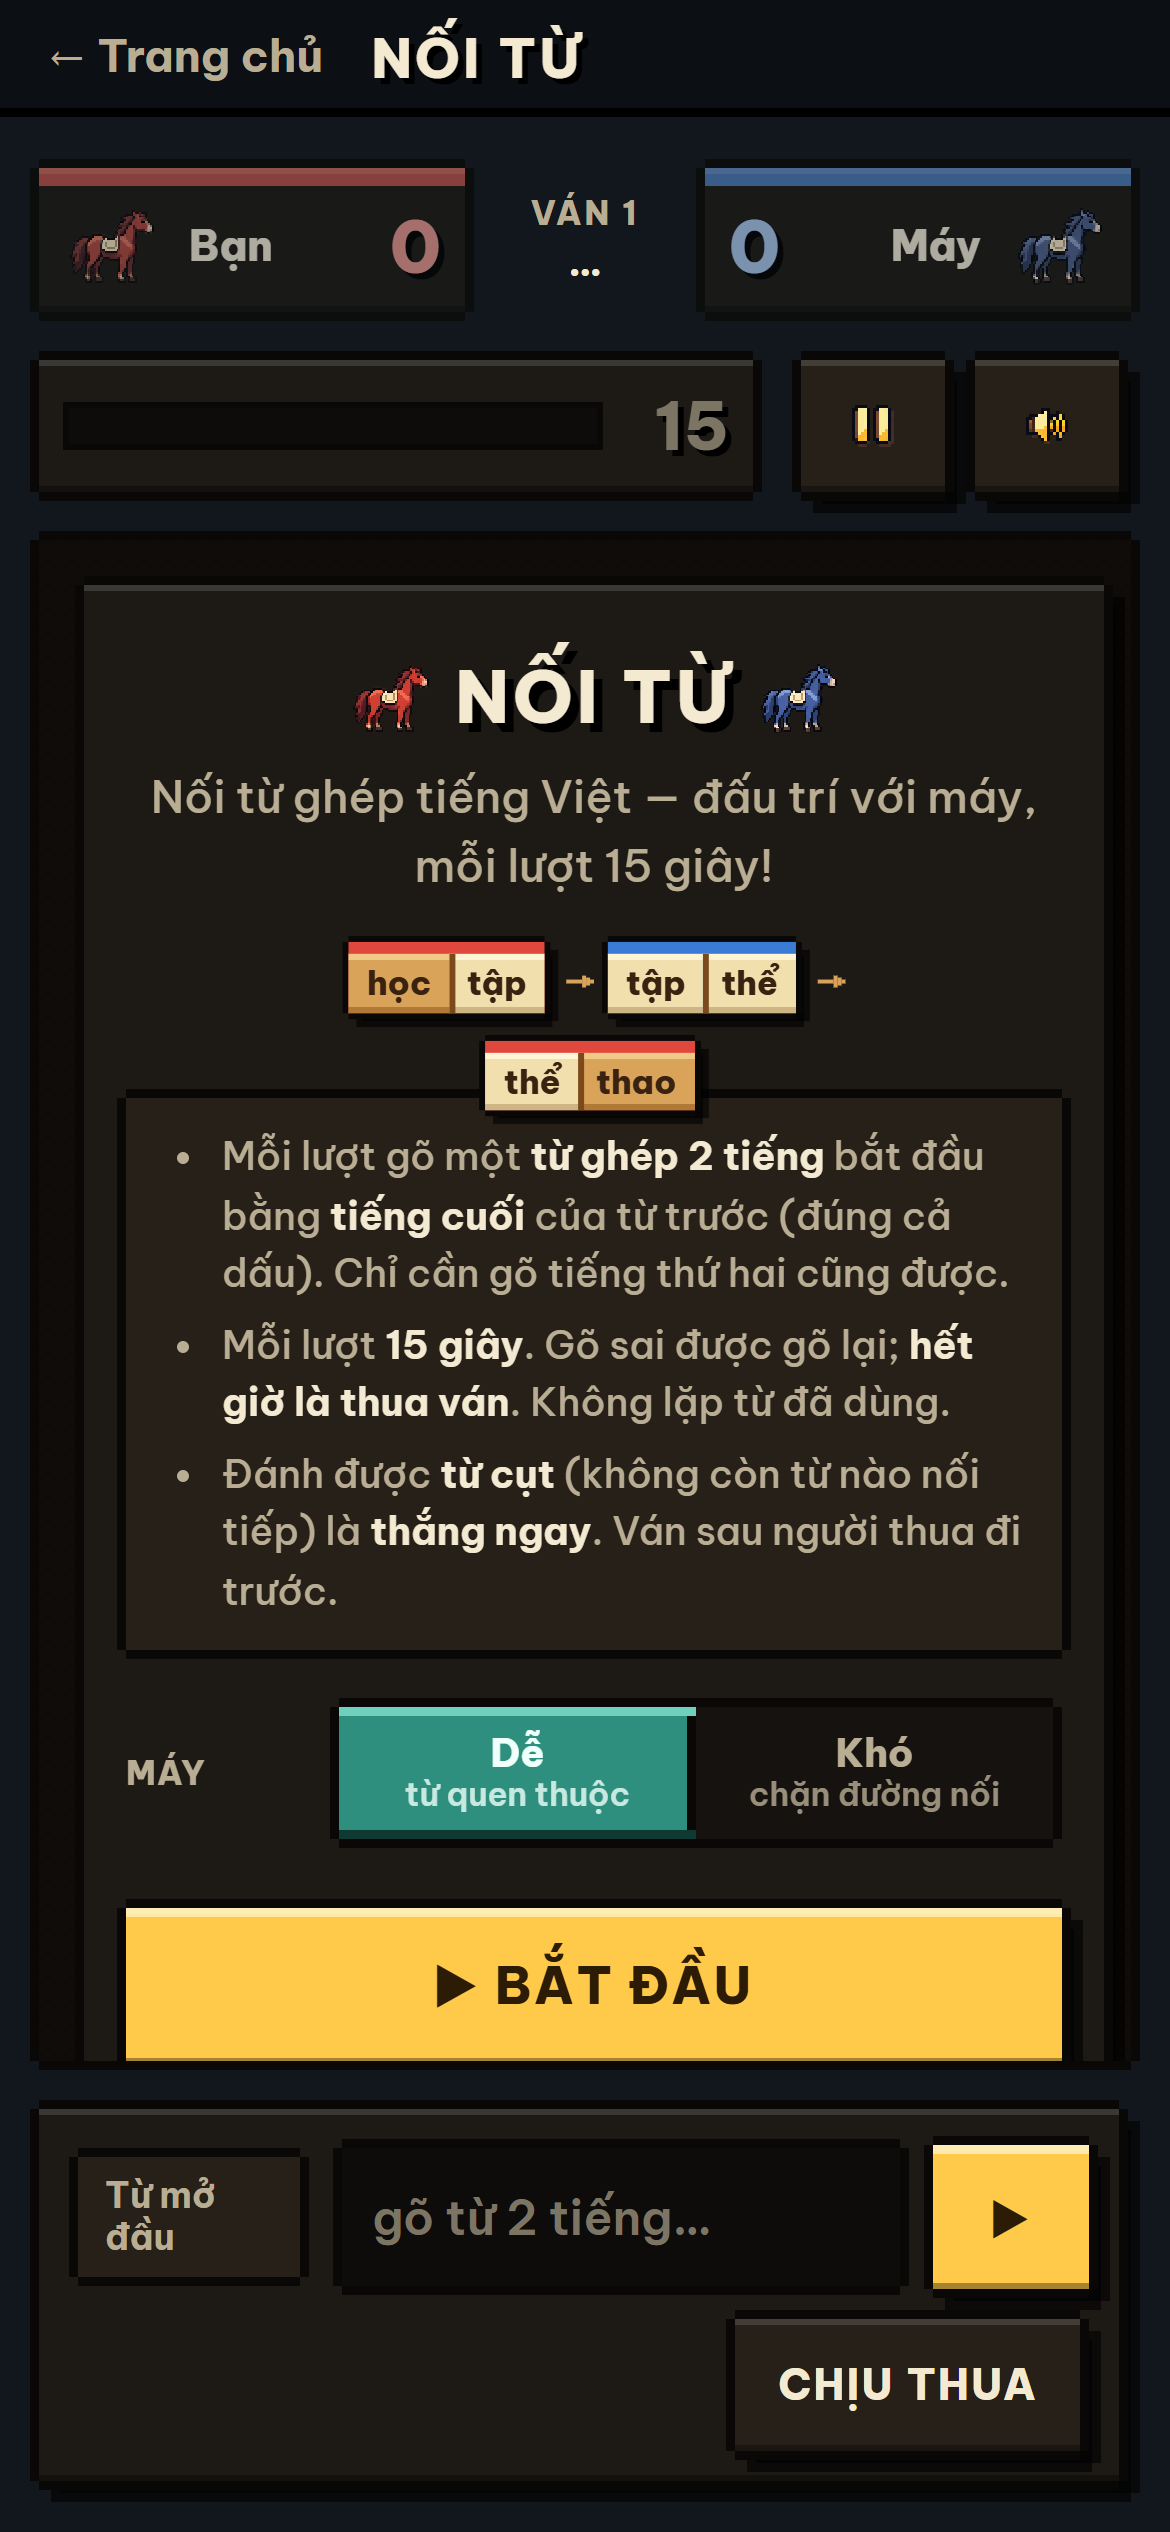 ← Trang chủ NỐI TỪ
Bạn 0
VÁN 1
...
0 Máy
15
NỐI TỪ
Nối từ ghép tiếng Việt — đấu trí với máy,
mỗi lượt 15 giây!
học tập → tập thể →
thể thao
• Mỗi lượt gõ một từ ghép 2 tiếng bắt đầu
bằng tiếng cuối của từ trước (đúng cả
dấu). Chỉ cần gõ tiếng thứ hai cũng được.
• Mỗi lượt 15 giây. Gõ sai được gõ lại; hết
giờ là thua ván. Không lặp từ đã dùng.
• Đánh được từ cụt (không còn từ nào nối
tiếp) là thắng ngay. Ván sau người thua đi
trước.
MÁY
Dễ
từ quen thuộc
Khó
chặn đường nối
▶ BẮT ĐẦU
Từ mở
đầu
gõ từ 2 tiếng...
▶
CHỊU THUA